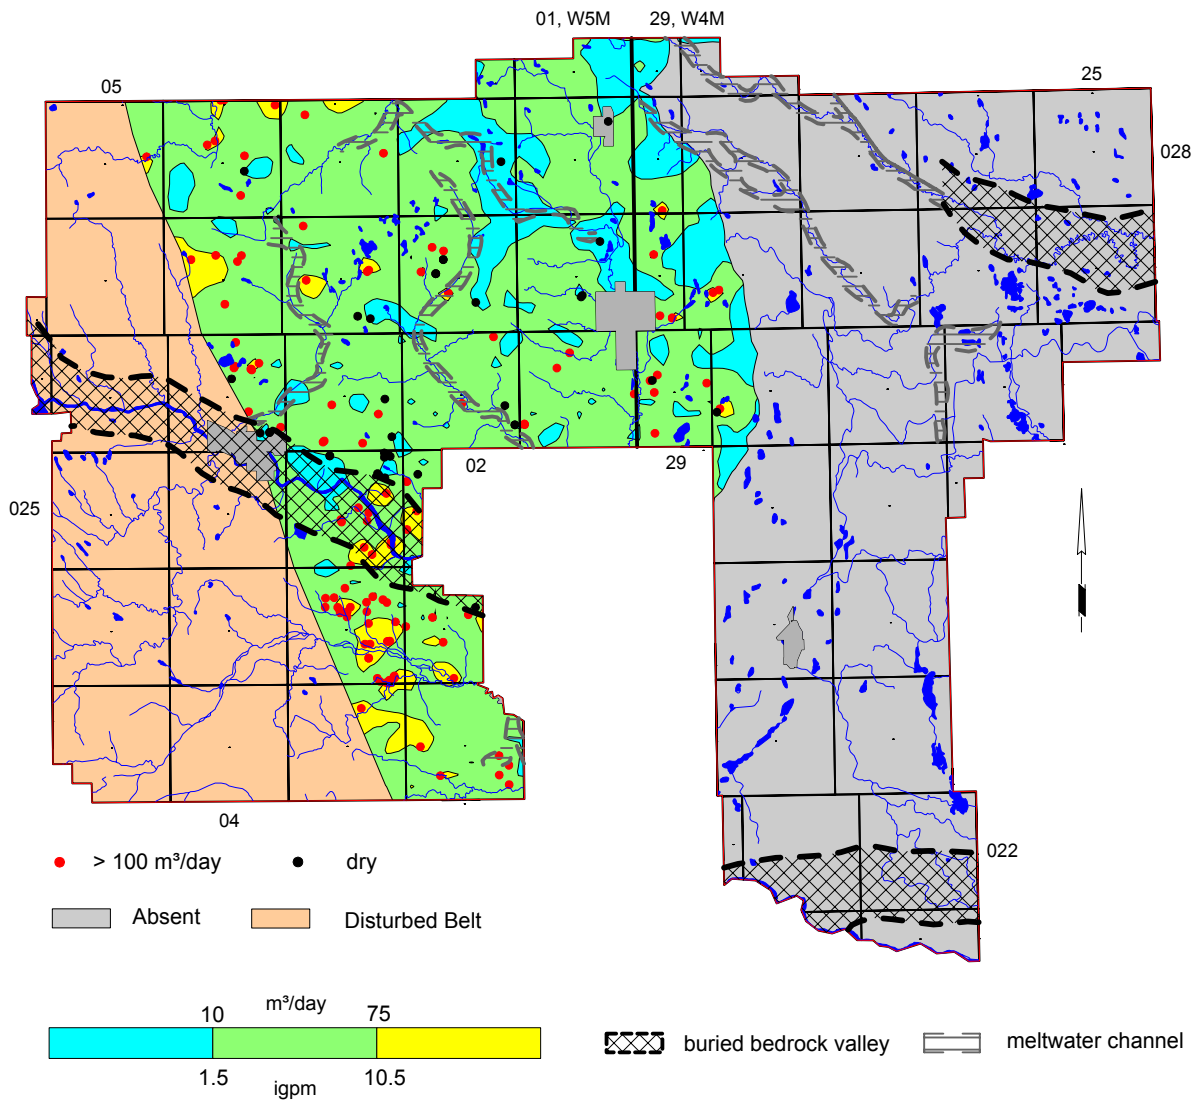 01, W5M 29, W4M
05
25
028
02
29
025
04
022
> 100 m³/day dry
Absent Disturbed Belt
m³/day
10 75
buried bedrock valley meltwater channel
1.5 10.5
igpm